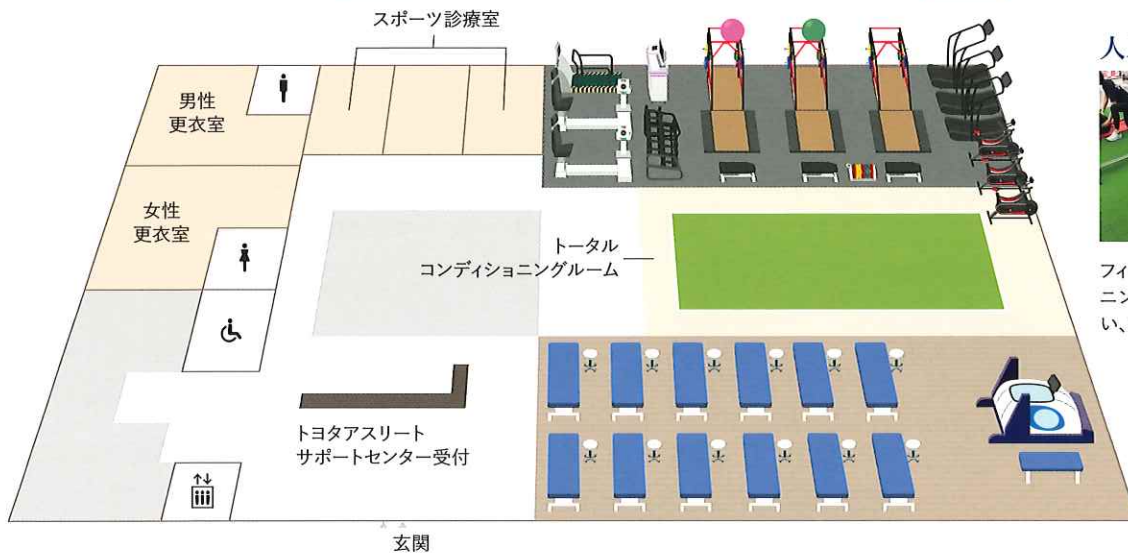 スポーツ診療室
男性
更衣室
女性
更衣室
トータル
コンディショニングルーム
トヨタアスリート
サポートセンター受付
玄関
人
フィ
ニン
い、